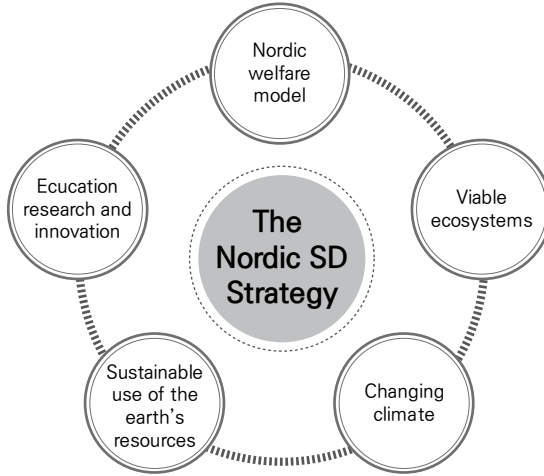 Nordic
welfare
model
Ecucation
research and
innovation
Viable
ecosystems
The
Nordic SD
Strategy
Sustainable
use of the
earth's
resources
Changing
climate